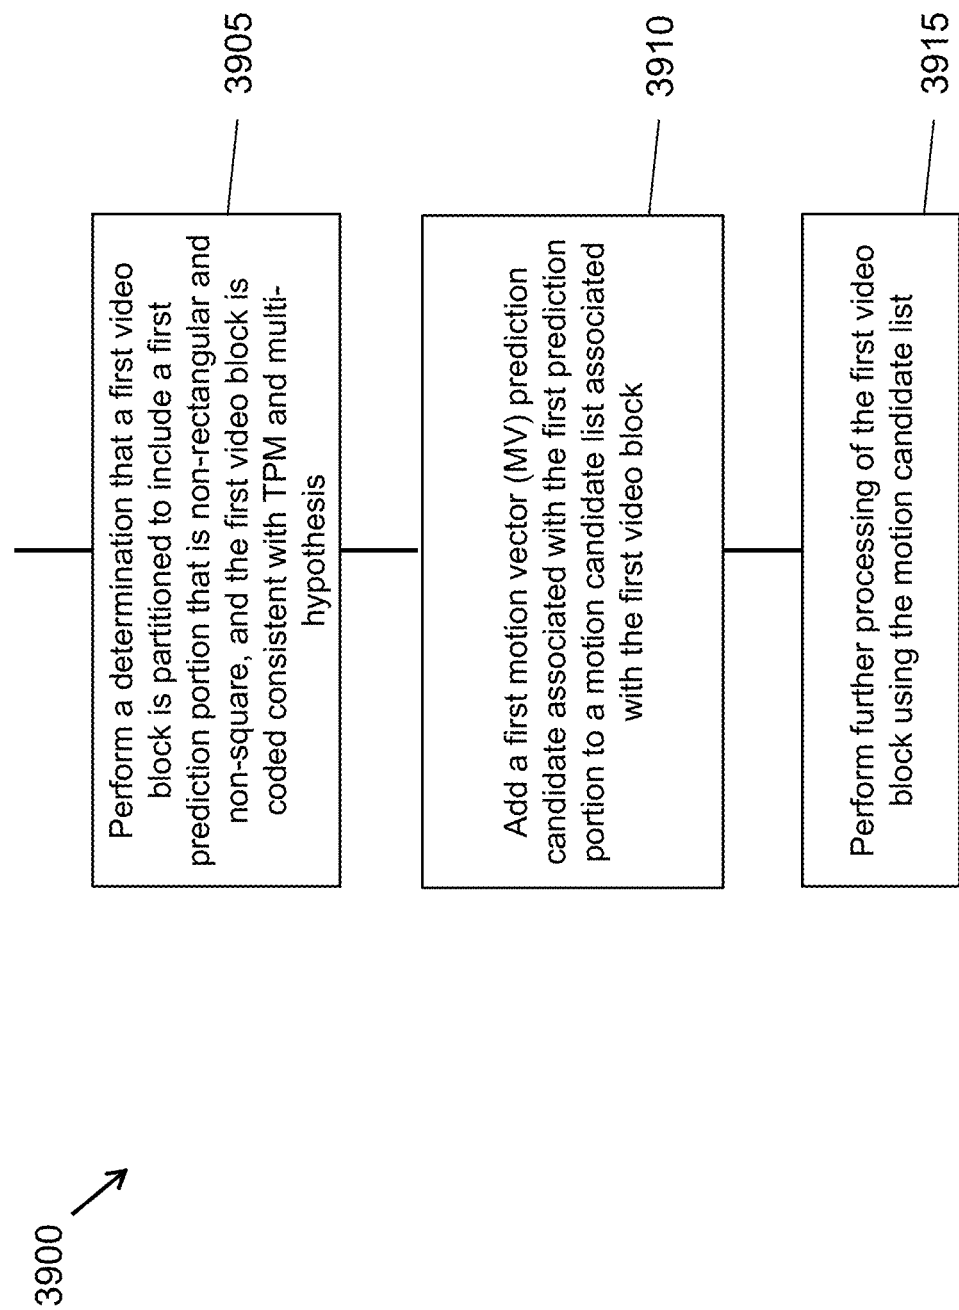 3900
Perform a determination that a first video
block is partitioned to include a first
prediction portion that is non-rectangular and
non-square, and the first video block is
coded consistent with TPM and multi-
hypothesis
3905
Add a first motion vector (MV) prediction
candidate associated with the first prediction
portion to a motion candidate list associated
with the first video block
3910
Perform further processing of the first video
block using the motion candidate list
3915